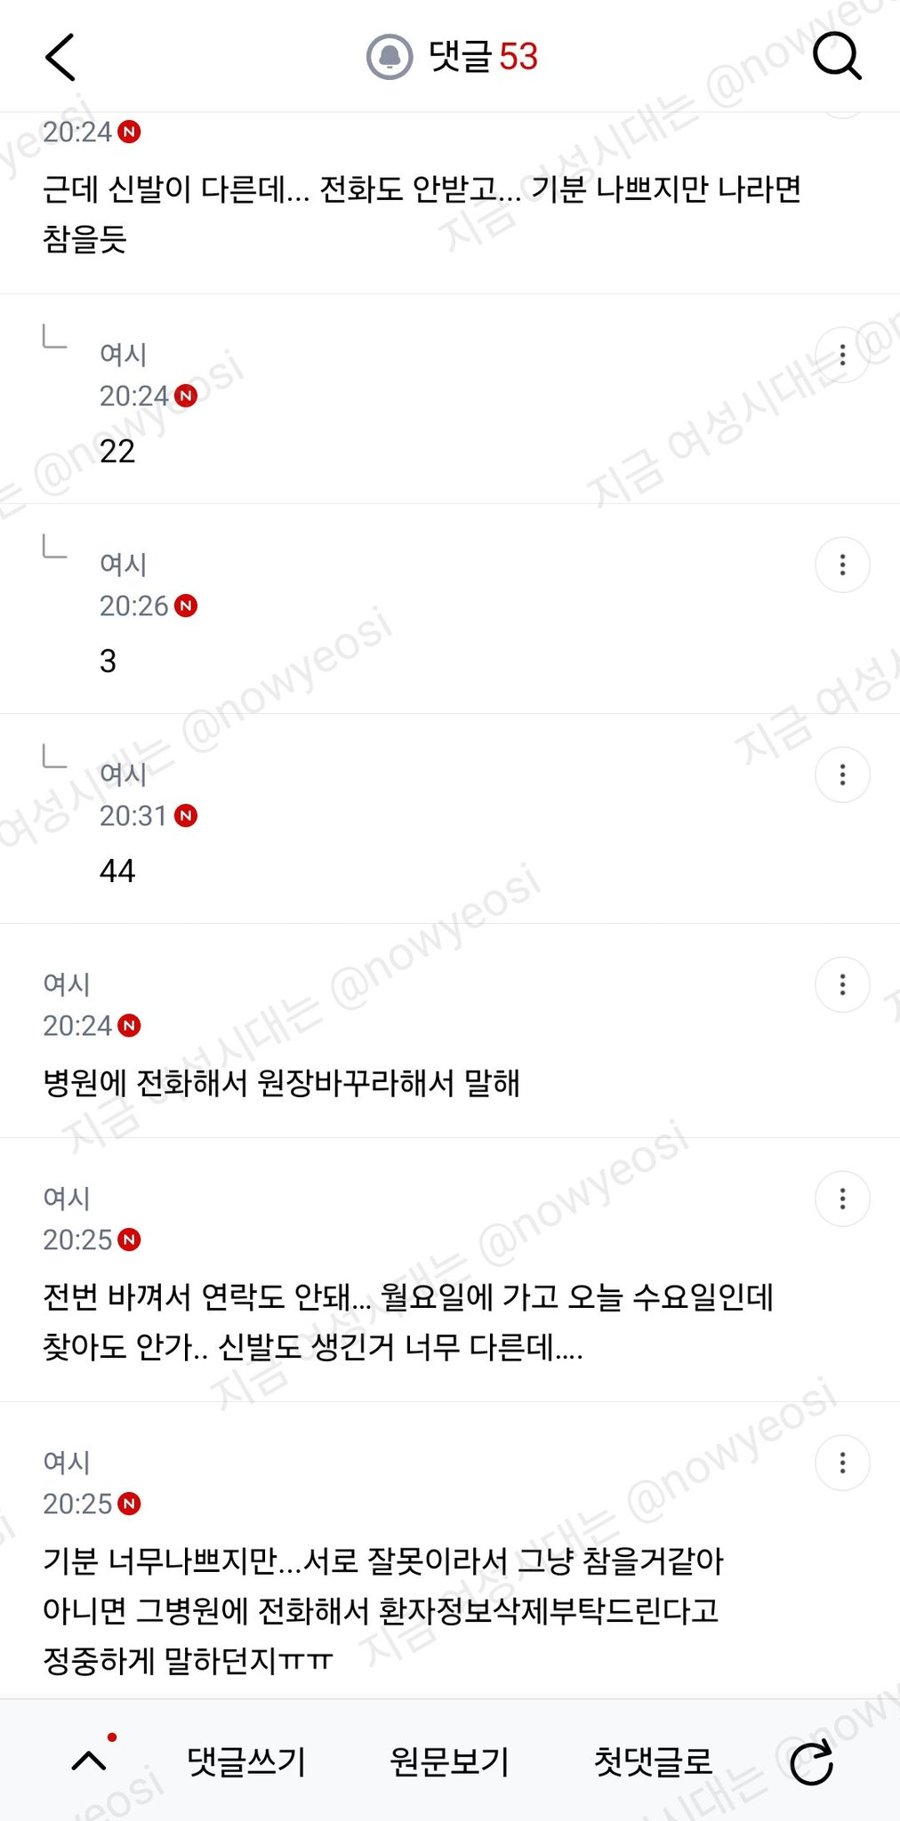 댓글 53
20:24 N
근데 신발이 다른데... 전화도 안받고... 기분 나쁘지만 나라면
참을듯
여시
20:24 N
22
여시
20:26 N
3
여시
20:31 N
44
여시
20:24 N
병원에 전화해서 원장바꾸라해서 말해
여시
20:25 N
전번 바껴서 연락도 안돼... 월요일에 가고 오늘 수요일인데
찾아도 안가.. 신발도 생긴거 너무 다른데....
여시
20:25 N
기분 너무나쁘지만...서로 잘못이라서 그냥 참을거같아
아니면 그병원에 전화해서 환자정보삭제부탁드린다고
정중하게 말하던지ㅠㅠ
댓글쓰기 원문보기 첫댓글로
지금 여성시대는 @nowyeosi